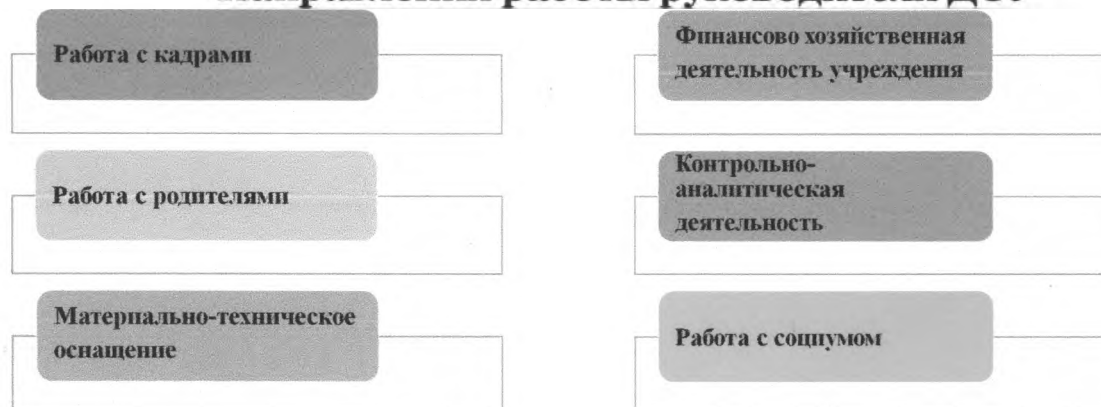 Работа с кадрами
Работа с родителями
Материально-техническое
оснащение
Финансово хозяйственная
деятельность учреждения
Контрольно-
аналитическая
деятельность
Работа с социумом